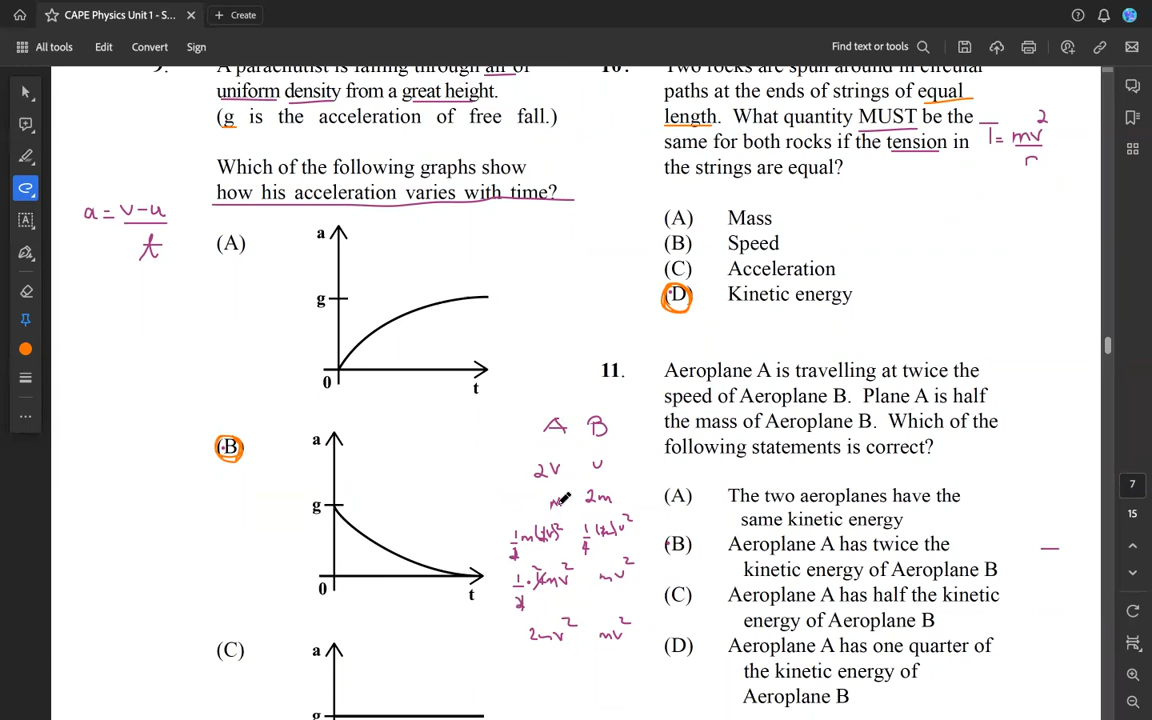 CAPE Physics Unit 1 - S...
Create
All tools
Edit
Convert
Sign
Find text or tools
9.
A parachutist is falling through air of
uniform density from a great height.
(g is the acceleration of free fall.)
Which of the following graphs show
how his acceleration varies with time?
a = v-u
t
(A)
a
g
0
t
(B)
a
g
0
t
(C)
a
g
10.
Two rocks are spun around in circular
paths at the ends of strings of equal
length. What quantity MUST be the
same for both rocks if the tension in
the strings are equal?
T = mv²
r
(A) Mass
(B) Speed
(C) Acceleration
(D) Kinetic energy
11. Aeroplane A is travelling at twice the
speed of Aeroplane B. Plane A is half
the mass of Aeroplane B. Which of the
following statements is correct?
(A) The two aeroplanes have the
same kinetic energy
(B) Aeroplane A has twice the
kinetic energy of Aeroplane B
(C) Aeroplane A has half the kinetic
energy of Aeroplane B
(D) Aeroplane A has one quarter of
the kinetic energy of
Aeroplane B
A B
2v v
m 2m
mv²
2mv² mv²
7
15